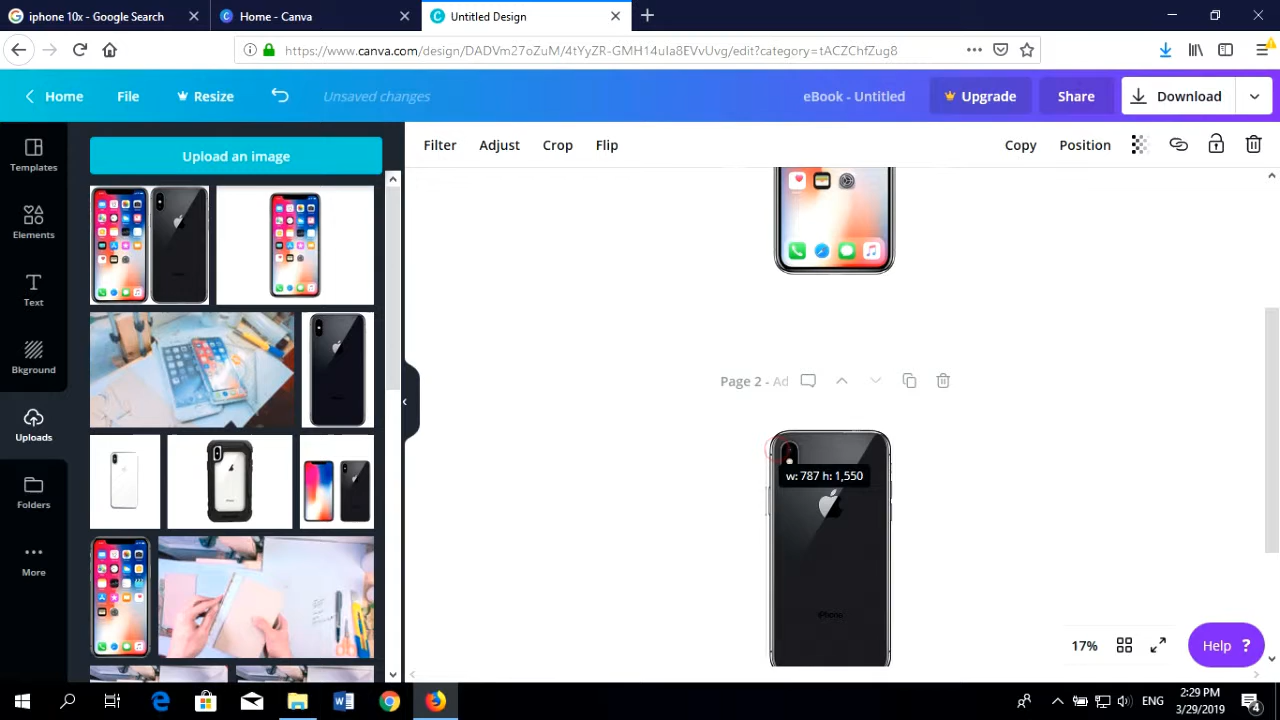 iphone 10x - Google Search
Home - Canva
Untitled Design
https://www.canva.com/design/DADVm27oZuM/4tYyZR-GMH14uIa8EVvUvg/edit?category=tACZChfZug8
Home
File
Resize
Unsaved changes
eBook - Untitled
Upgrade
Share
Download
Templates
Elements
Text
Bkground
Uploads
Folders
More
Upload an image
Filter
Adjust
Crop
Flip
Copy
Position
Page 2 - Ad
w: 787 h: 1,550
iPhone
17%
Help ?
ENG
2:29 PM
3/29/2019
4